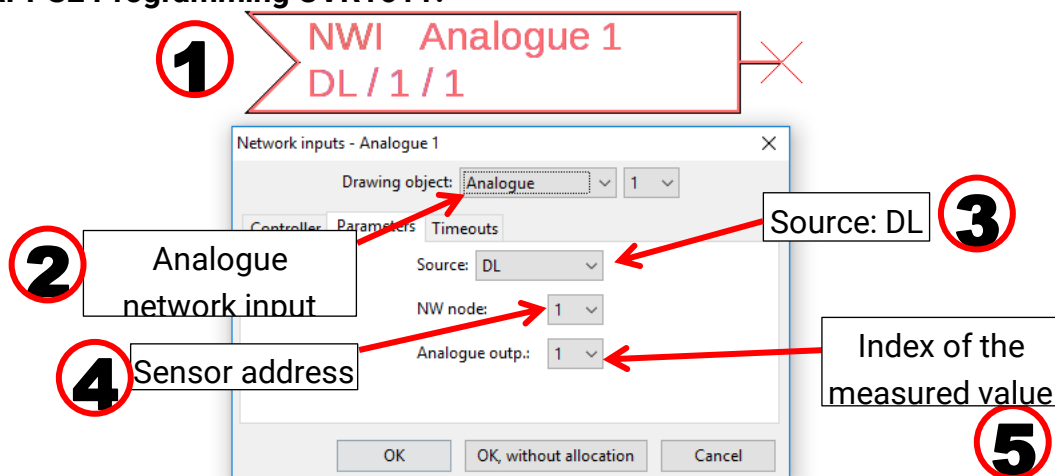 Programming
1
NWI Analogue 1
DL / 1 / 1
Network inputs - Analogue 1
Drawing object: Analogue 1
Controller Parameters Timeouts
Source: DL
3
2
Analogue
network input
Source: DL
NW node: 1
4
Sensor address
Analogue outp.: 1
Index of the
measured value
5
OK
OK, without allocation
Cancel